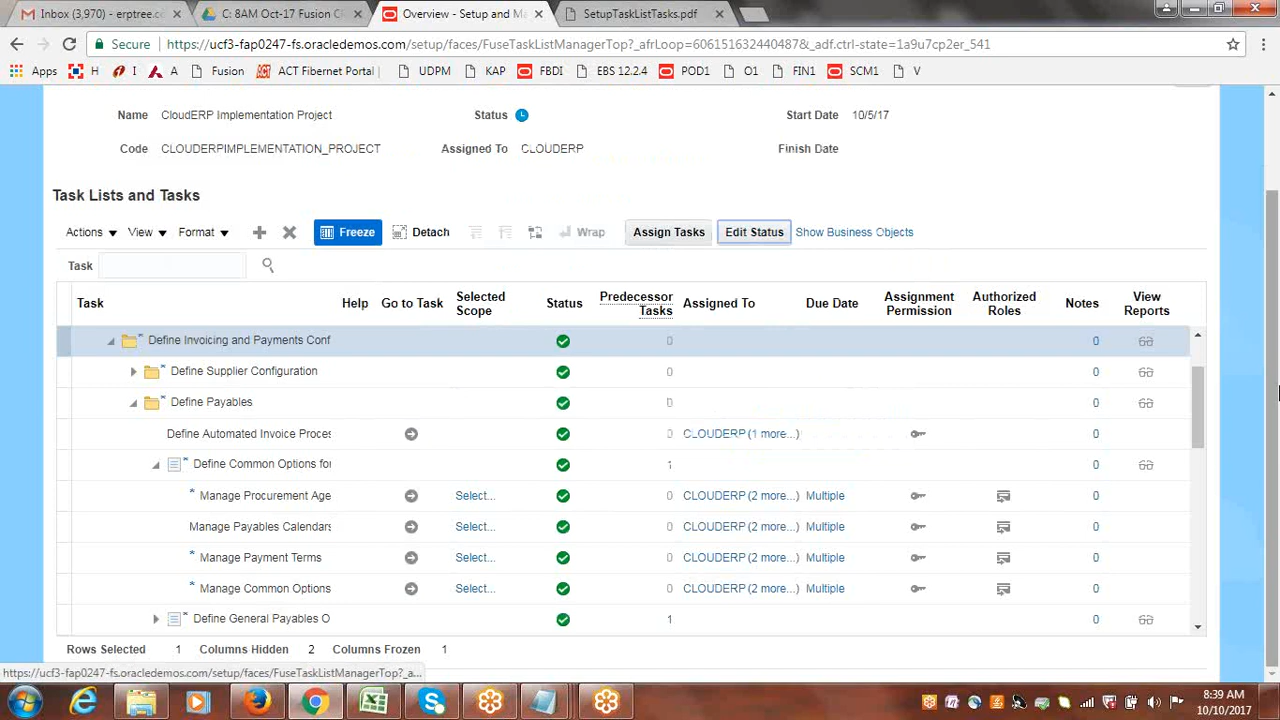 Inbox (3,970) - erptree.co
C: 8AM Oct-17 Fusion C
Overview - Setup and Ma
SetupTaskListTasks.pdf
Secure
https://ucf3-fap0247-fs.oracledemos.com/setup/faces/FuseTaskListManagerTop?_afrLoop=6061516324404878&_adf.ctrl-state=1a9u7cp2er_541
Apps H I A Fusion ACT Fibernet Portal UDPM KAP FBDI EBS 12.2.4 POD1 O1 FIN1 SCM1 V
Name CloudERP Implementation Project Status Start Date 10/5/17
Code CLOUDERPIMPLEMENTATION_PROJECT Assigned To CLOUDERP Finish Date
Task Lists and Tasks
Actions View Format Freeze Detach Wrap Assign Tasks Edit Status Show Business Objects
Task
Task Help Go to Task Selected Scope Status Predecessor Tasks Assigned To Due Date Assignment Permission Authorized Roles Notes View Reports
* Define Invoicing and Payments Conf 0 0
* Define Supplier Configuration 0 0
* Define Payables 0 0
Define Automated Invoice Proces 0 CLOUDERP (1 more...) 0
* Define Common Options for 1 0
* Manage Procurement Age Select... 0 CLOUDERP (2 more...) Multiple 0
Manage Payables Calendars Select... 0 CLOUDERP (2 more...) Multiple 0
* Manage Payment Terms Select... 0 CLOUDERP (2 more...) Multiple 0
* Manage Common Options Select... 0 CLOUDERP (2 more...) Multiple 0
* Define General Payables O 1 0
Rows Selected 1 Columns Hidden 2 Columns Frozen 1
https://ucf3-fap0247-fs.oracledemos.com/setup/faces/FuseTaskListManagerTop?_a...
8:39 AM
10/10/2017